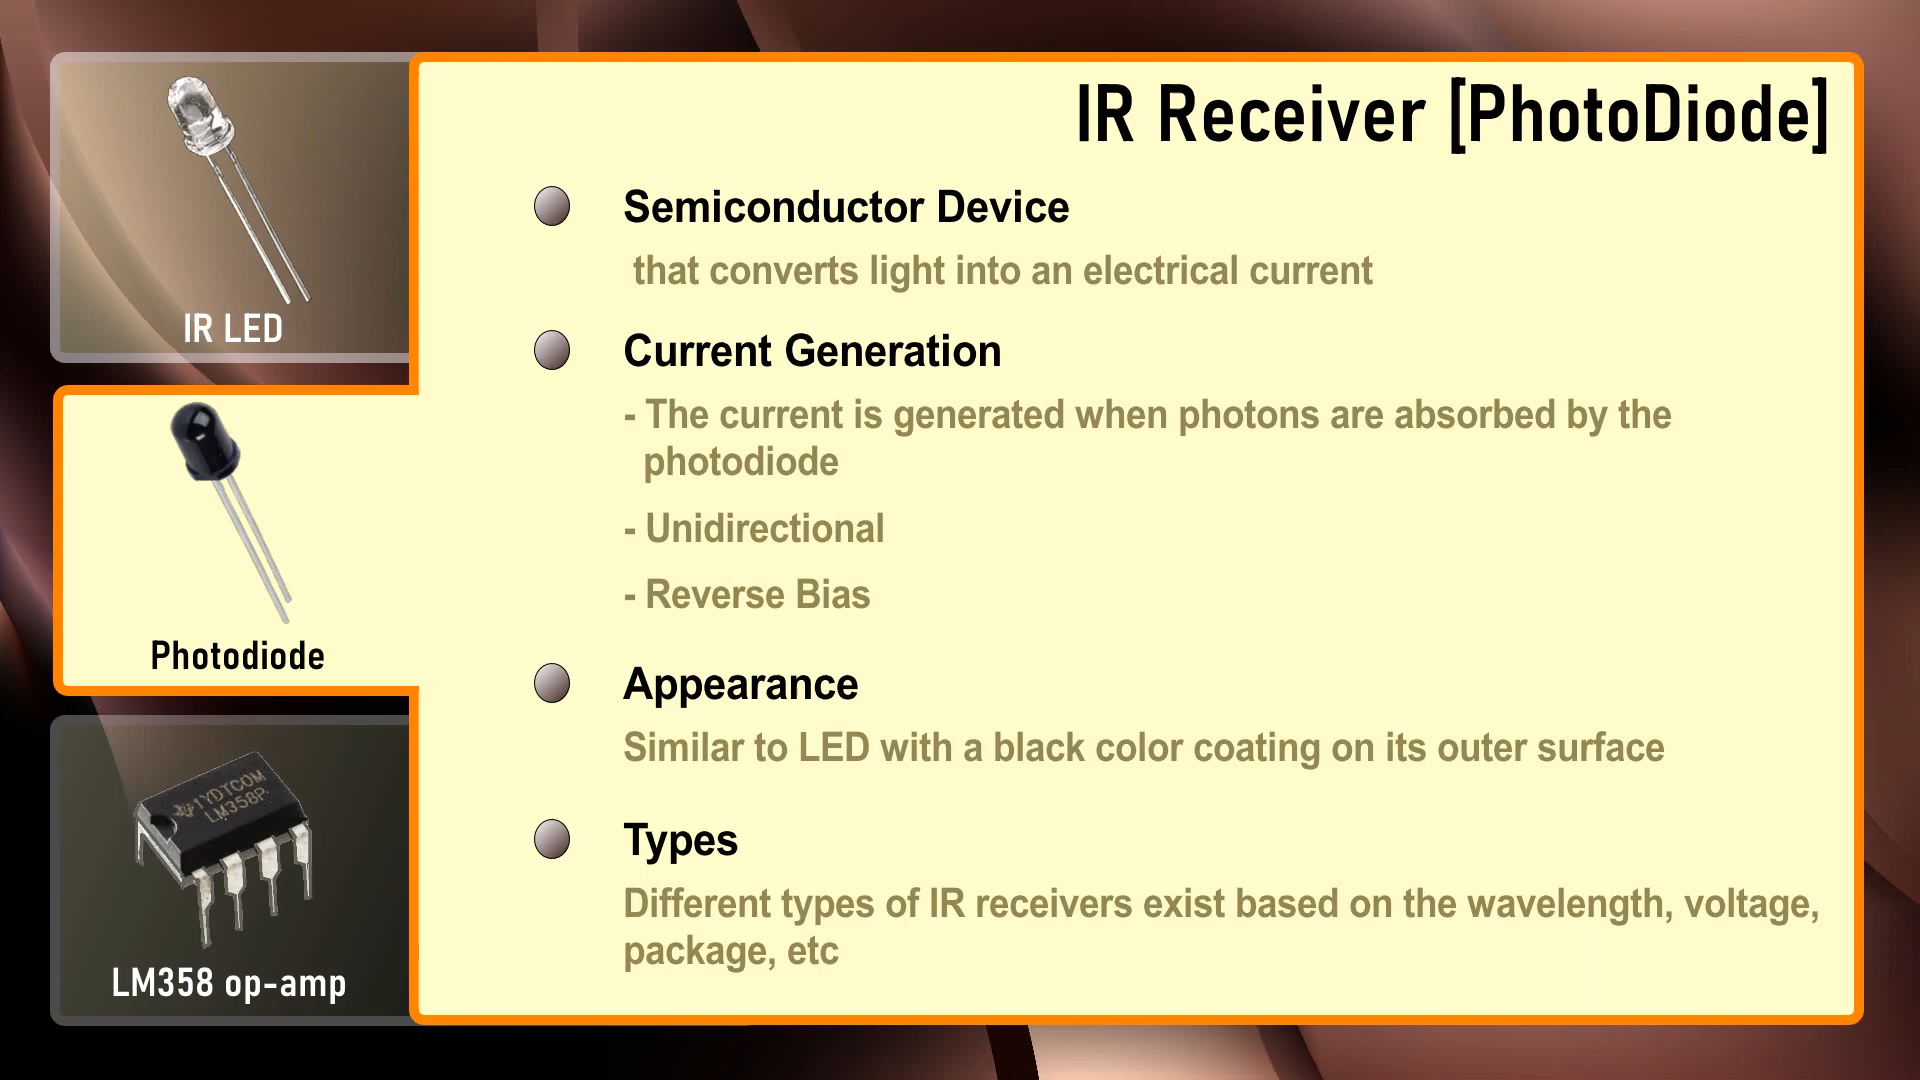 IR Receiver [PhotoDiode]
Semiconductor Device
that converts light into an electrical current
Current Generation
- The current is generated when photons are absorbed by the
photodiode
- Unidirectional
- Reverse Bias
Appearance
Similar to LED with a black color coating on its outer surface
Types
Different types of IR receivers exist based on the wavelength, voltage,
package, etc
IR LED
Photodiode
1YDTCOM
LM358P
LM358 op-amp